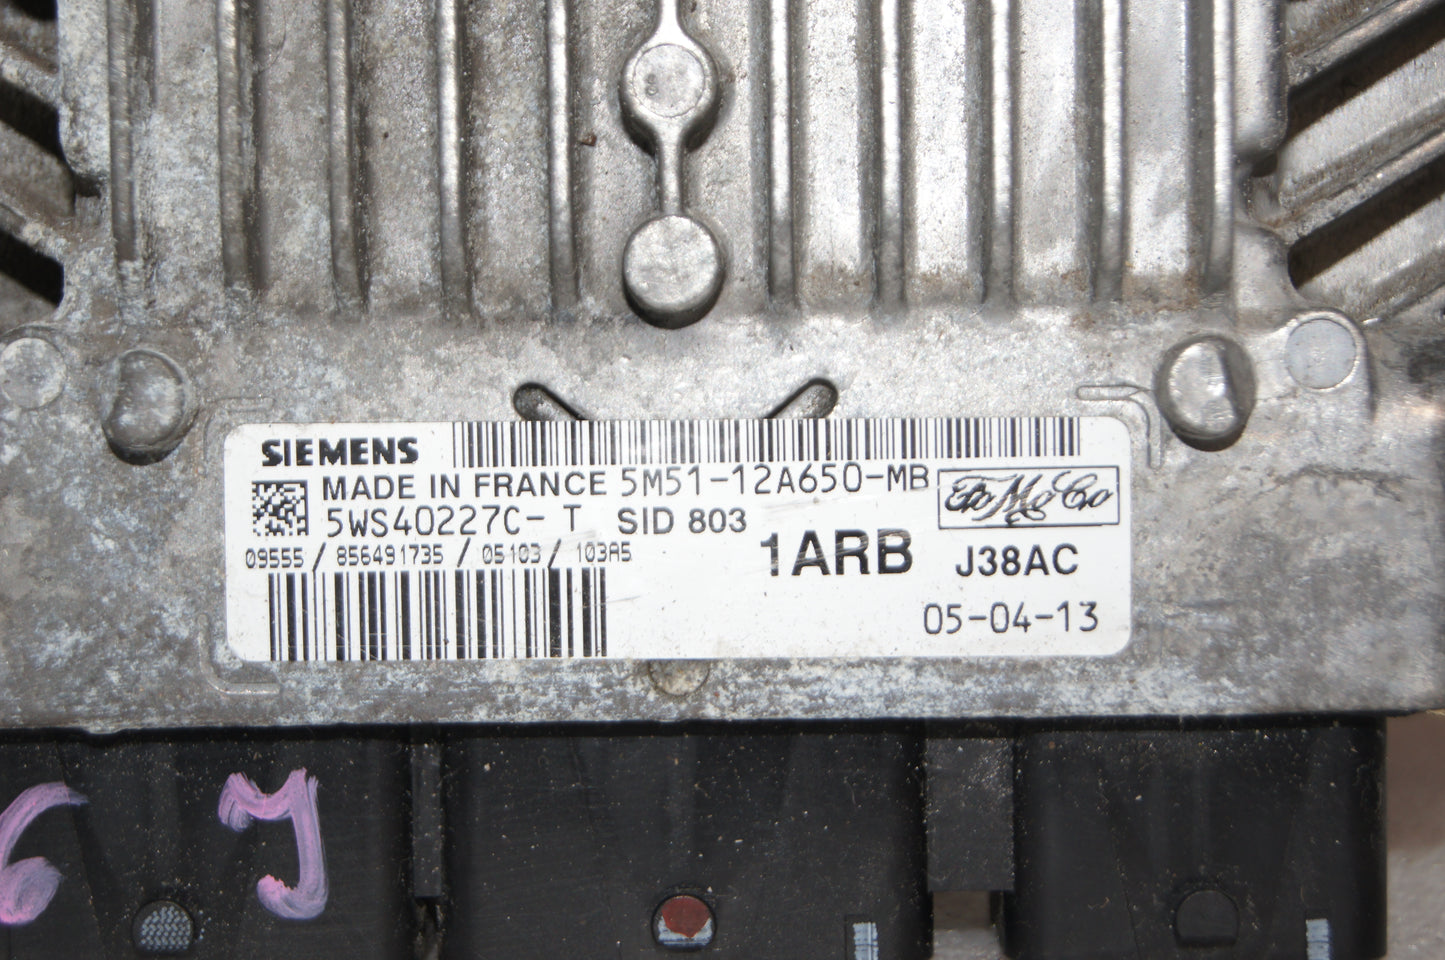 SIEMENS
MADE IN FRANCE 5M51-12A650-MB
FoMoCo
5WS40227C- T SID 803
09555 / 856491735 / 05103 / 103A5
1ARB J38AC
05-04-13